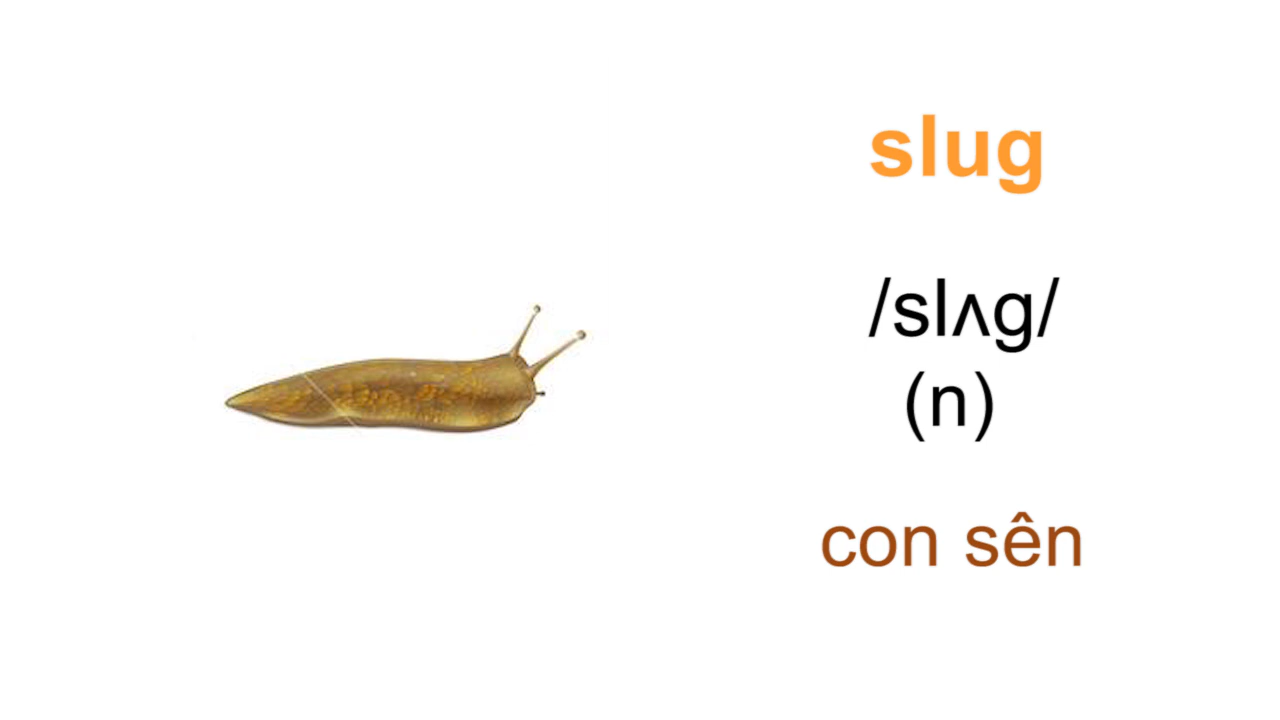 slug
/slʌg/
(n)
con sên